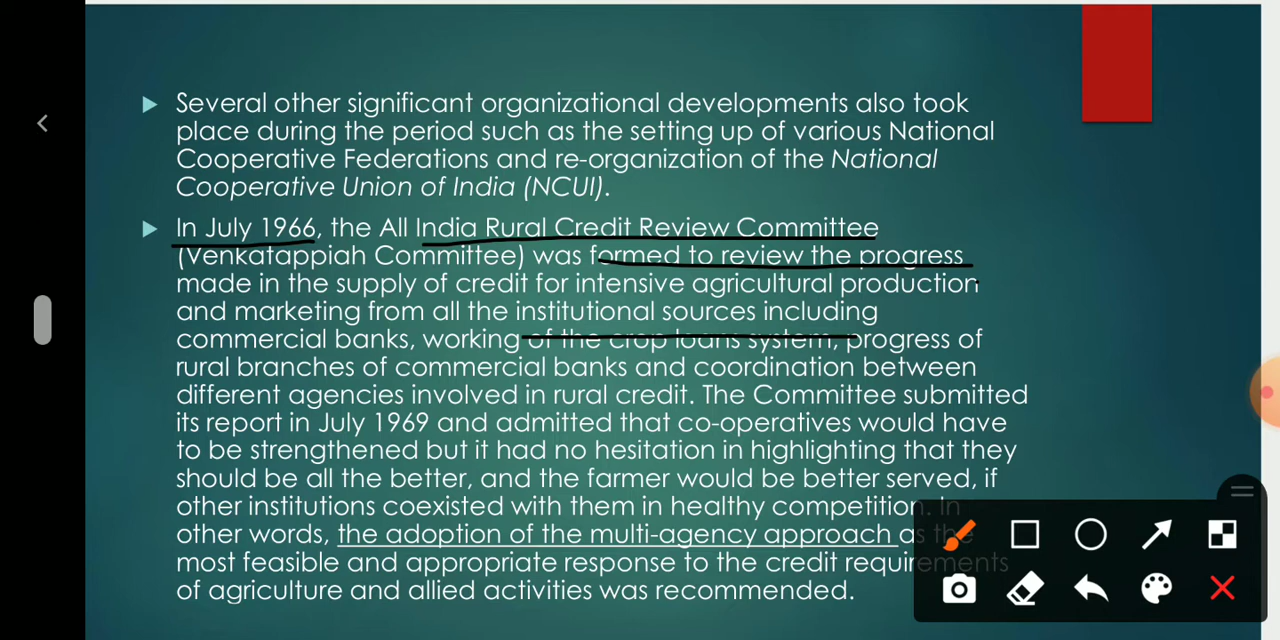 Several other significant organizational developments also took
place during the period such as the setting up of various National
Cooperative Federations and re-organization of the National
Cooperative Union of India (NCUI).
In July 1966, the All India Rural Credit Review Committee
(Venkatappiah Committee) was formed to review the progress
made in the supply of credit for intensive agricultural production
and marketing from all the institutional sources including
commercial banks, working of the crop loans system, progress of
rural branches of commercial banks and coordination between
different agencies involved in rural credit. The Committee submitted
its report in July 1969 and admitted that co-operatives would have
to be strengthened but it had no hesitation in highlighting that they
should be all the better, and the farmer would be better served, if
other institutions coexisted with them in healthy competition. In
other words, the adoption of the multi-agency approach as the
most feasible and appropriate response to the credit requirements
of agriculture and allied activities was recommended.